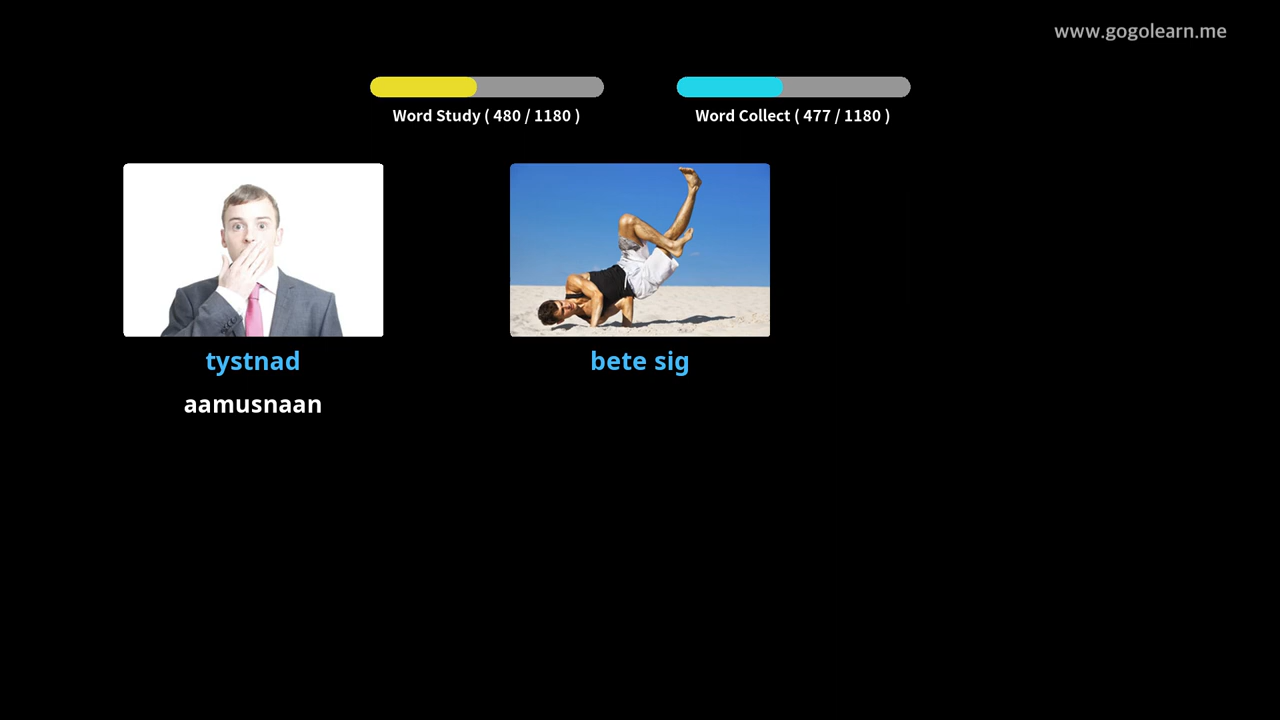 www.gogolearn.me
Word Study ( 480 / 1180 )
Word Collect ( 477 / 1180 )
tystnad
bete sig
aamusnaan